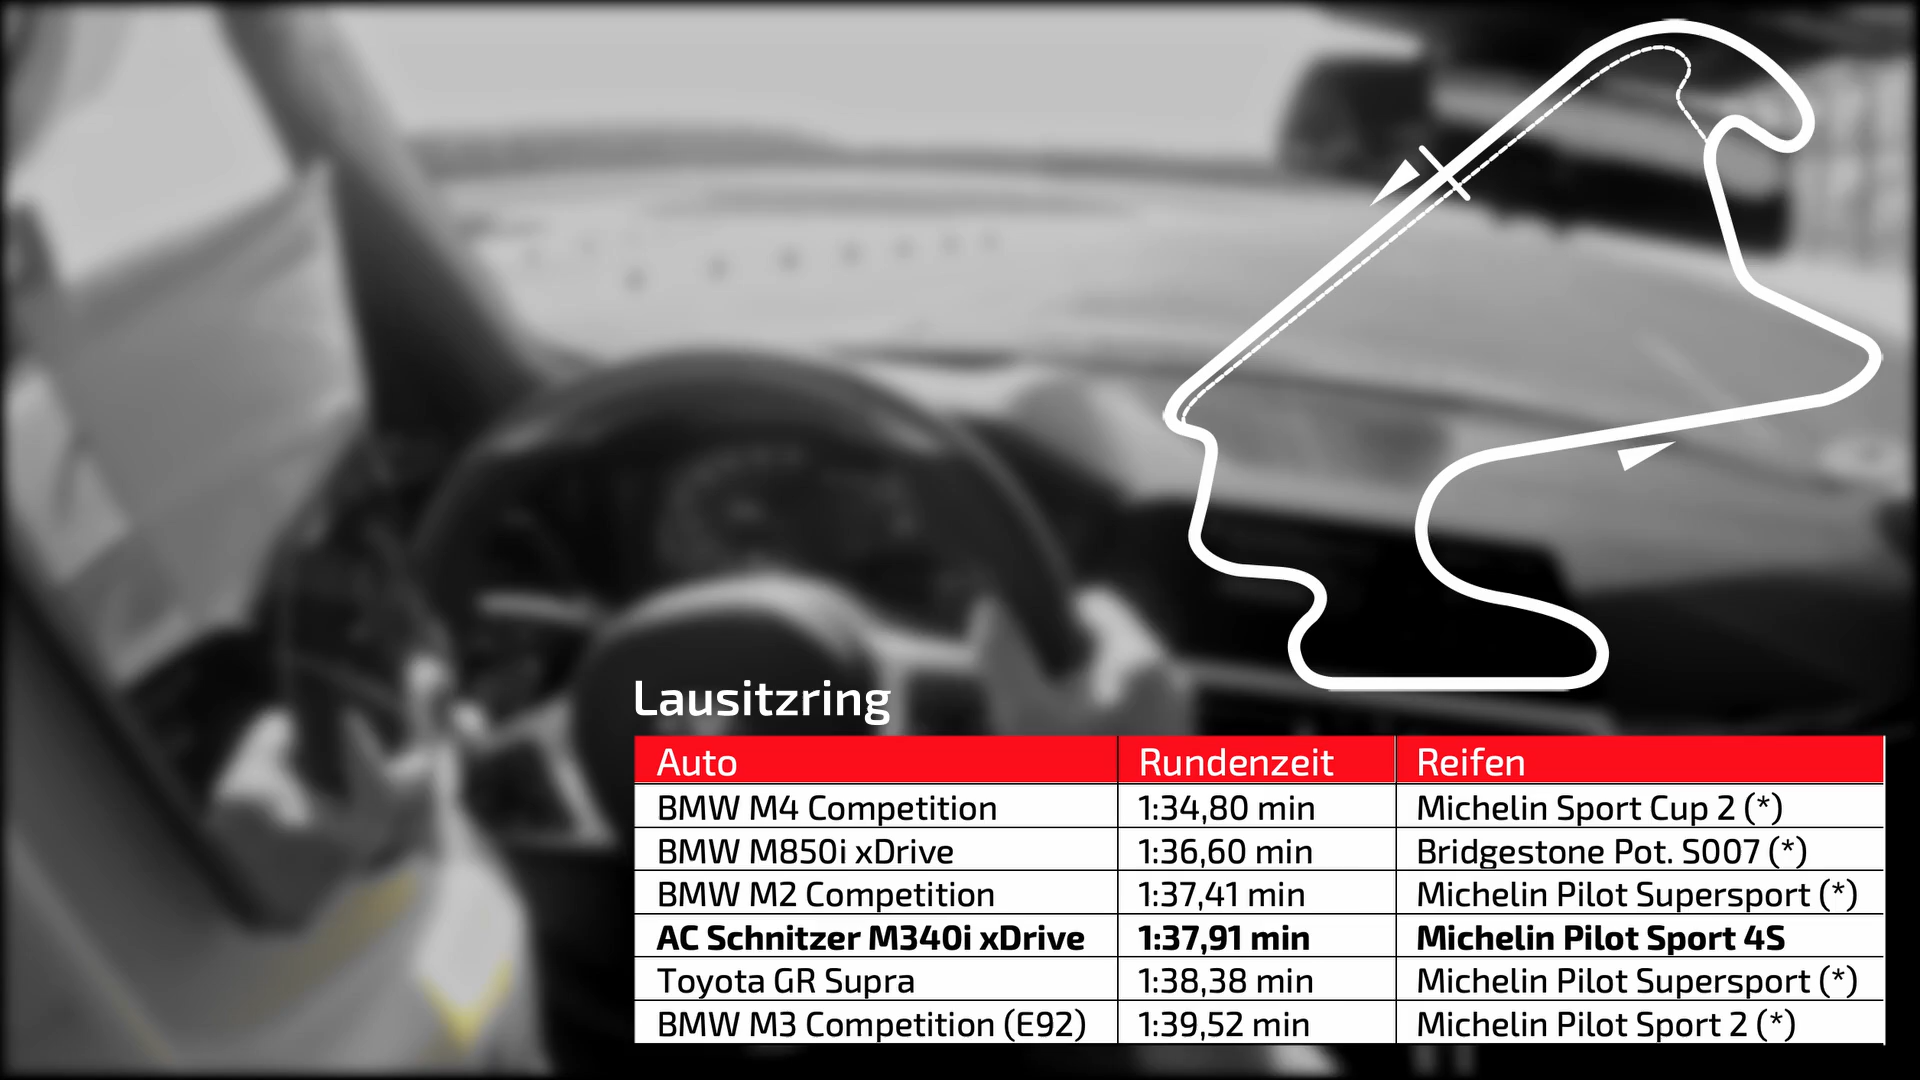 Lausitzring
Auto Rundenzeit Reifen
BMW M4 Competition 1:34,80 min Michelin Sport Cup 2 (*)
BMW M850i xDrive 1:36,60 min Bridgestone Pot. S007 (*)
BMW M2 Competition 1:37,41 min Michelin Pilot Supersport (*)
AC Schnitzer M340i xDrive 1:37,91 min Michelin Pilot Sport 4S
Toyota GR Supra 1:38,38 min Michelin Pilot Supersport (*)
BMW M3 Competition (E92) 1:39,52 min Michelin Pilot Sport 2 (*)